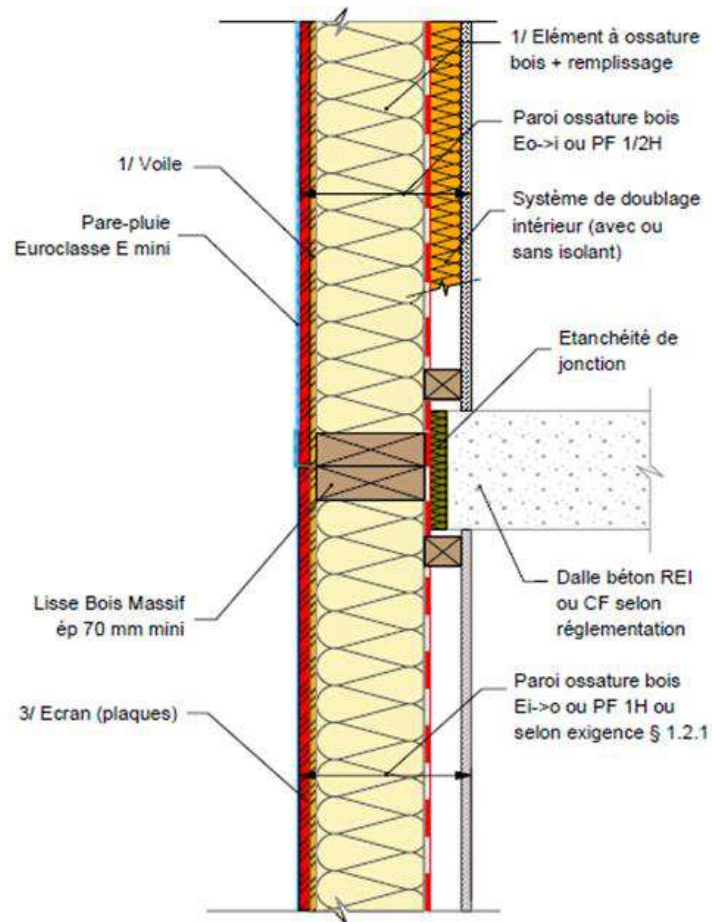 1/ Elément à ossature
bois + remplissage
Paroi ossature bois
Eo->i ou PF 1/2H
1/ Voile
Pare-pluie
Euroclasse E mini
Système de doublage
intérieur (avec ou
sans isolant)
Etanchéité de
jonction
Lisse Bois Massif
ép 70 mm mini
Dalle béton REI
ou CF selon
réglementation
3/ Ecran (plaques)
Paroi ossature bois
Ei->o ou PF 1H ou
selon exigence § 1.2.1